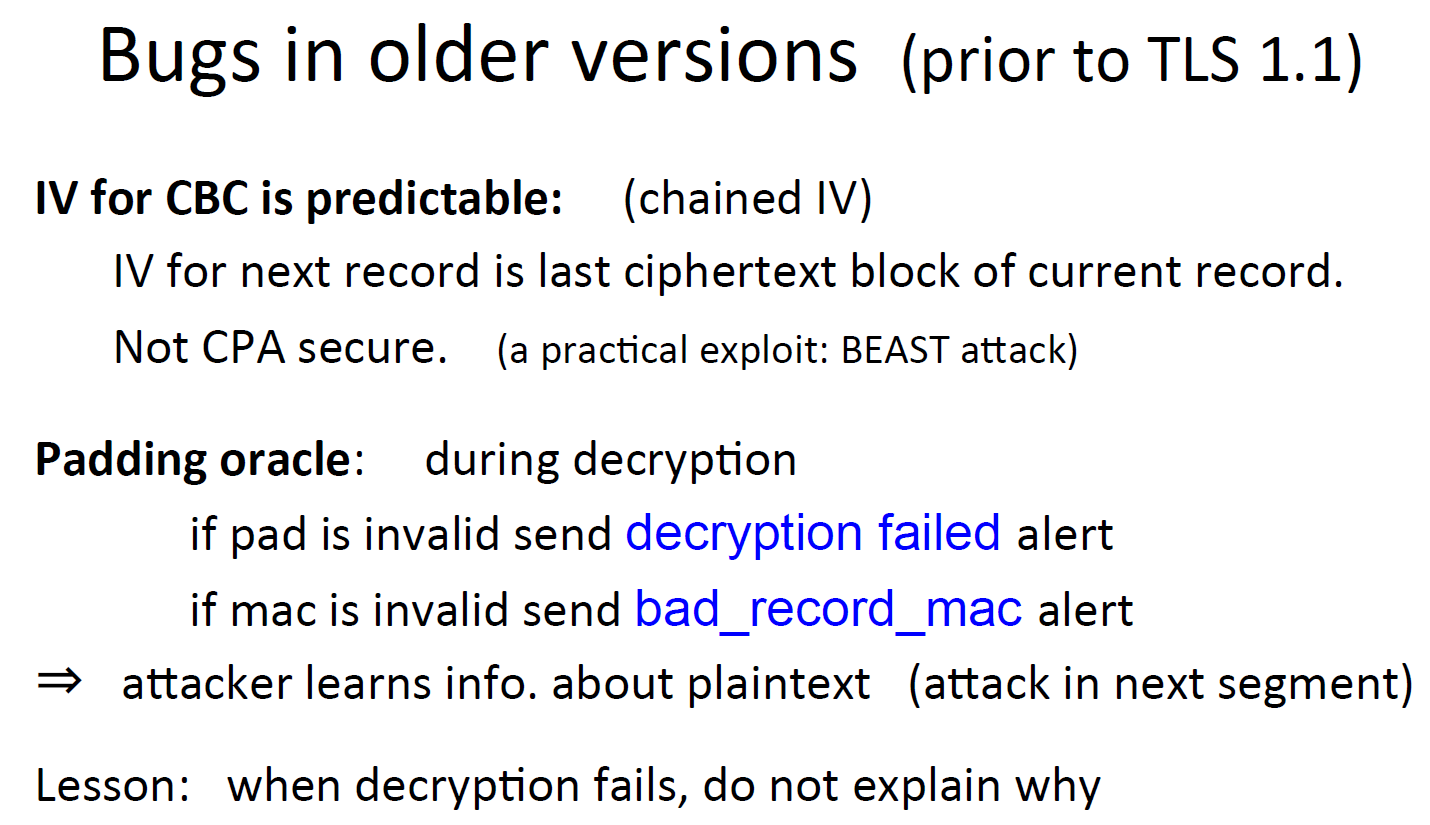 Bugs in older versions (prior to TLS 1.1)
IV for CBC is predictable: (chained IV)
IV for next record is last ciphertext block of current record.
Not CPA secure. (a practical exploit: BEAST attack)
Padding oracle: during decryption
if pad is invalid send decryption failed alert
if mac is invalid send bad_record_mac alert
⇒ attacker learns info. about plaintext (attack in next segment)
Lesson: when decryption fails, do not explain why